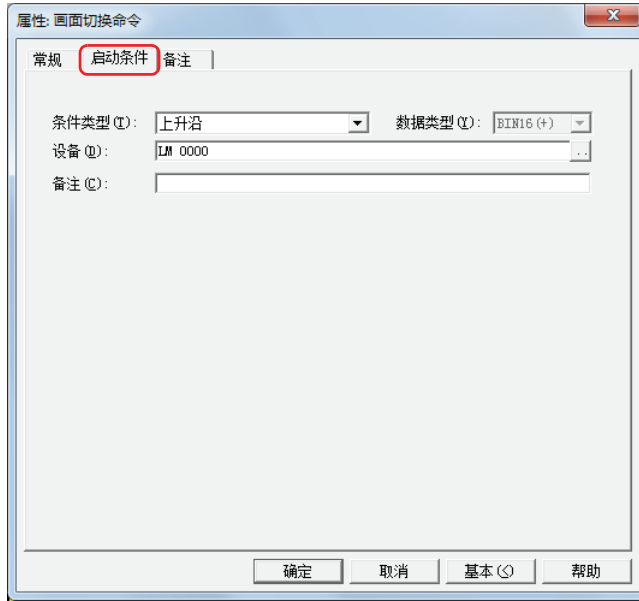 属性: 画面切换命令
常规 启动条件 备注
条件类型(T): 上升沿 数据类型(Y): BIN16(+)
设备(D): LM 0000 ..
备注(C):
确定 取消 基本(<) 帮助